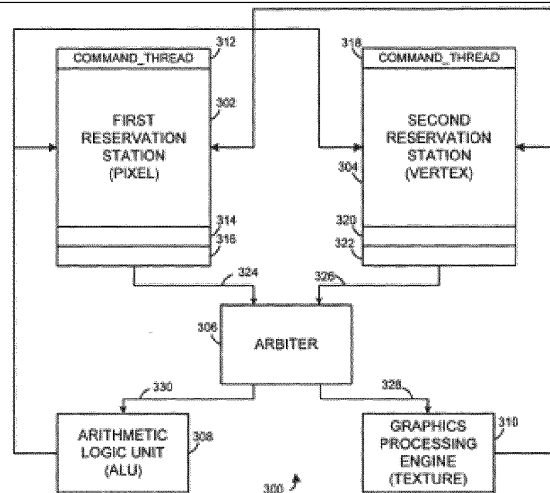 312
318
COMMAND_THREAD
COMMAND_THREAD
302
FIRST
RESERVATION
STATION
(PIXEL)
SECOND
RESERVATION
STATION
(VERTEX)
304
314
316
320
322
324
326
306
ARBITER
330
328
ARITHMETIC
LOGIC UNIT
(ALU)
308
GRAPHICS
PROCESSING
ENGINE
(TEXTURE)
310
300